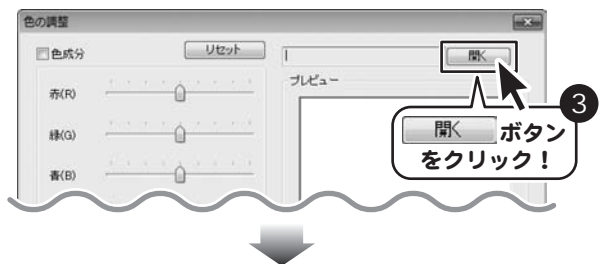 色の調整
色成分
リセット
開く
プレビュー
赤(R)
緑(G)
青(B)
3
開く ボタン
をクリック！